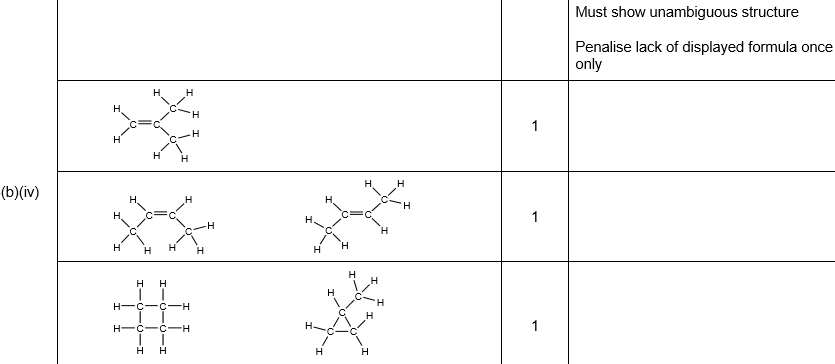 Must show unambiguous structure
Penalise lack of displayed formula once
only
H H
H C H
C=C
H C H
H H
1
(b)(iv)
H H
H H C H
H C=C H C=C
C C H C H
H H H H H H
1
H H H H
H C H
H—C—C—H C H
H—C—C—H H C C
H H H H
1